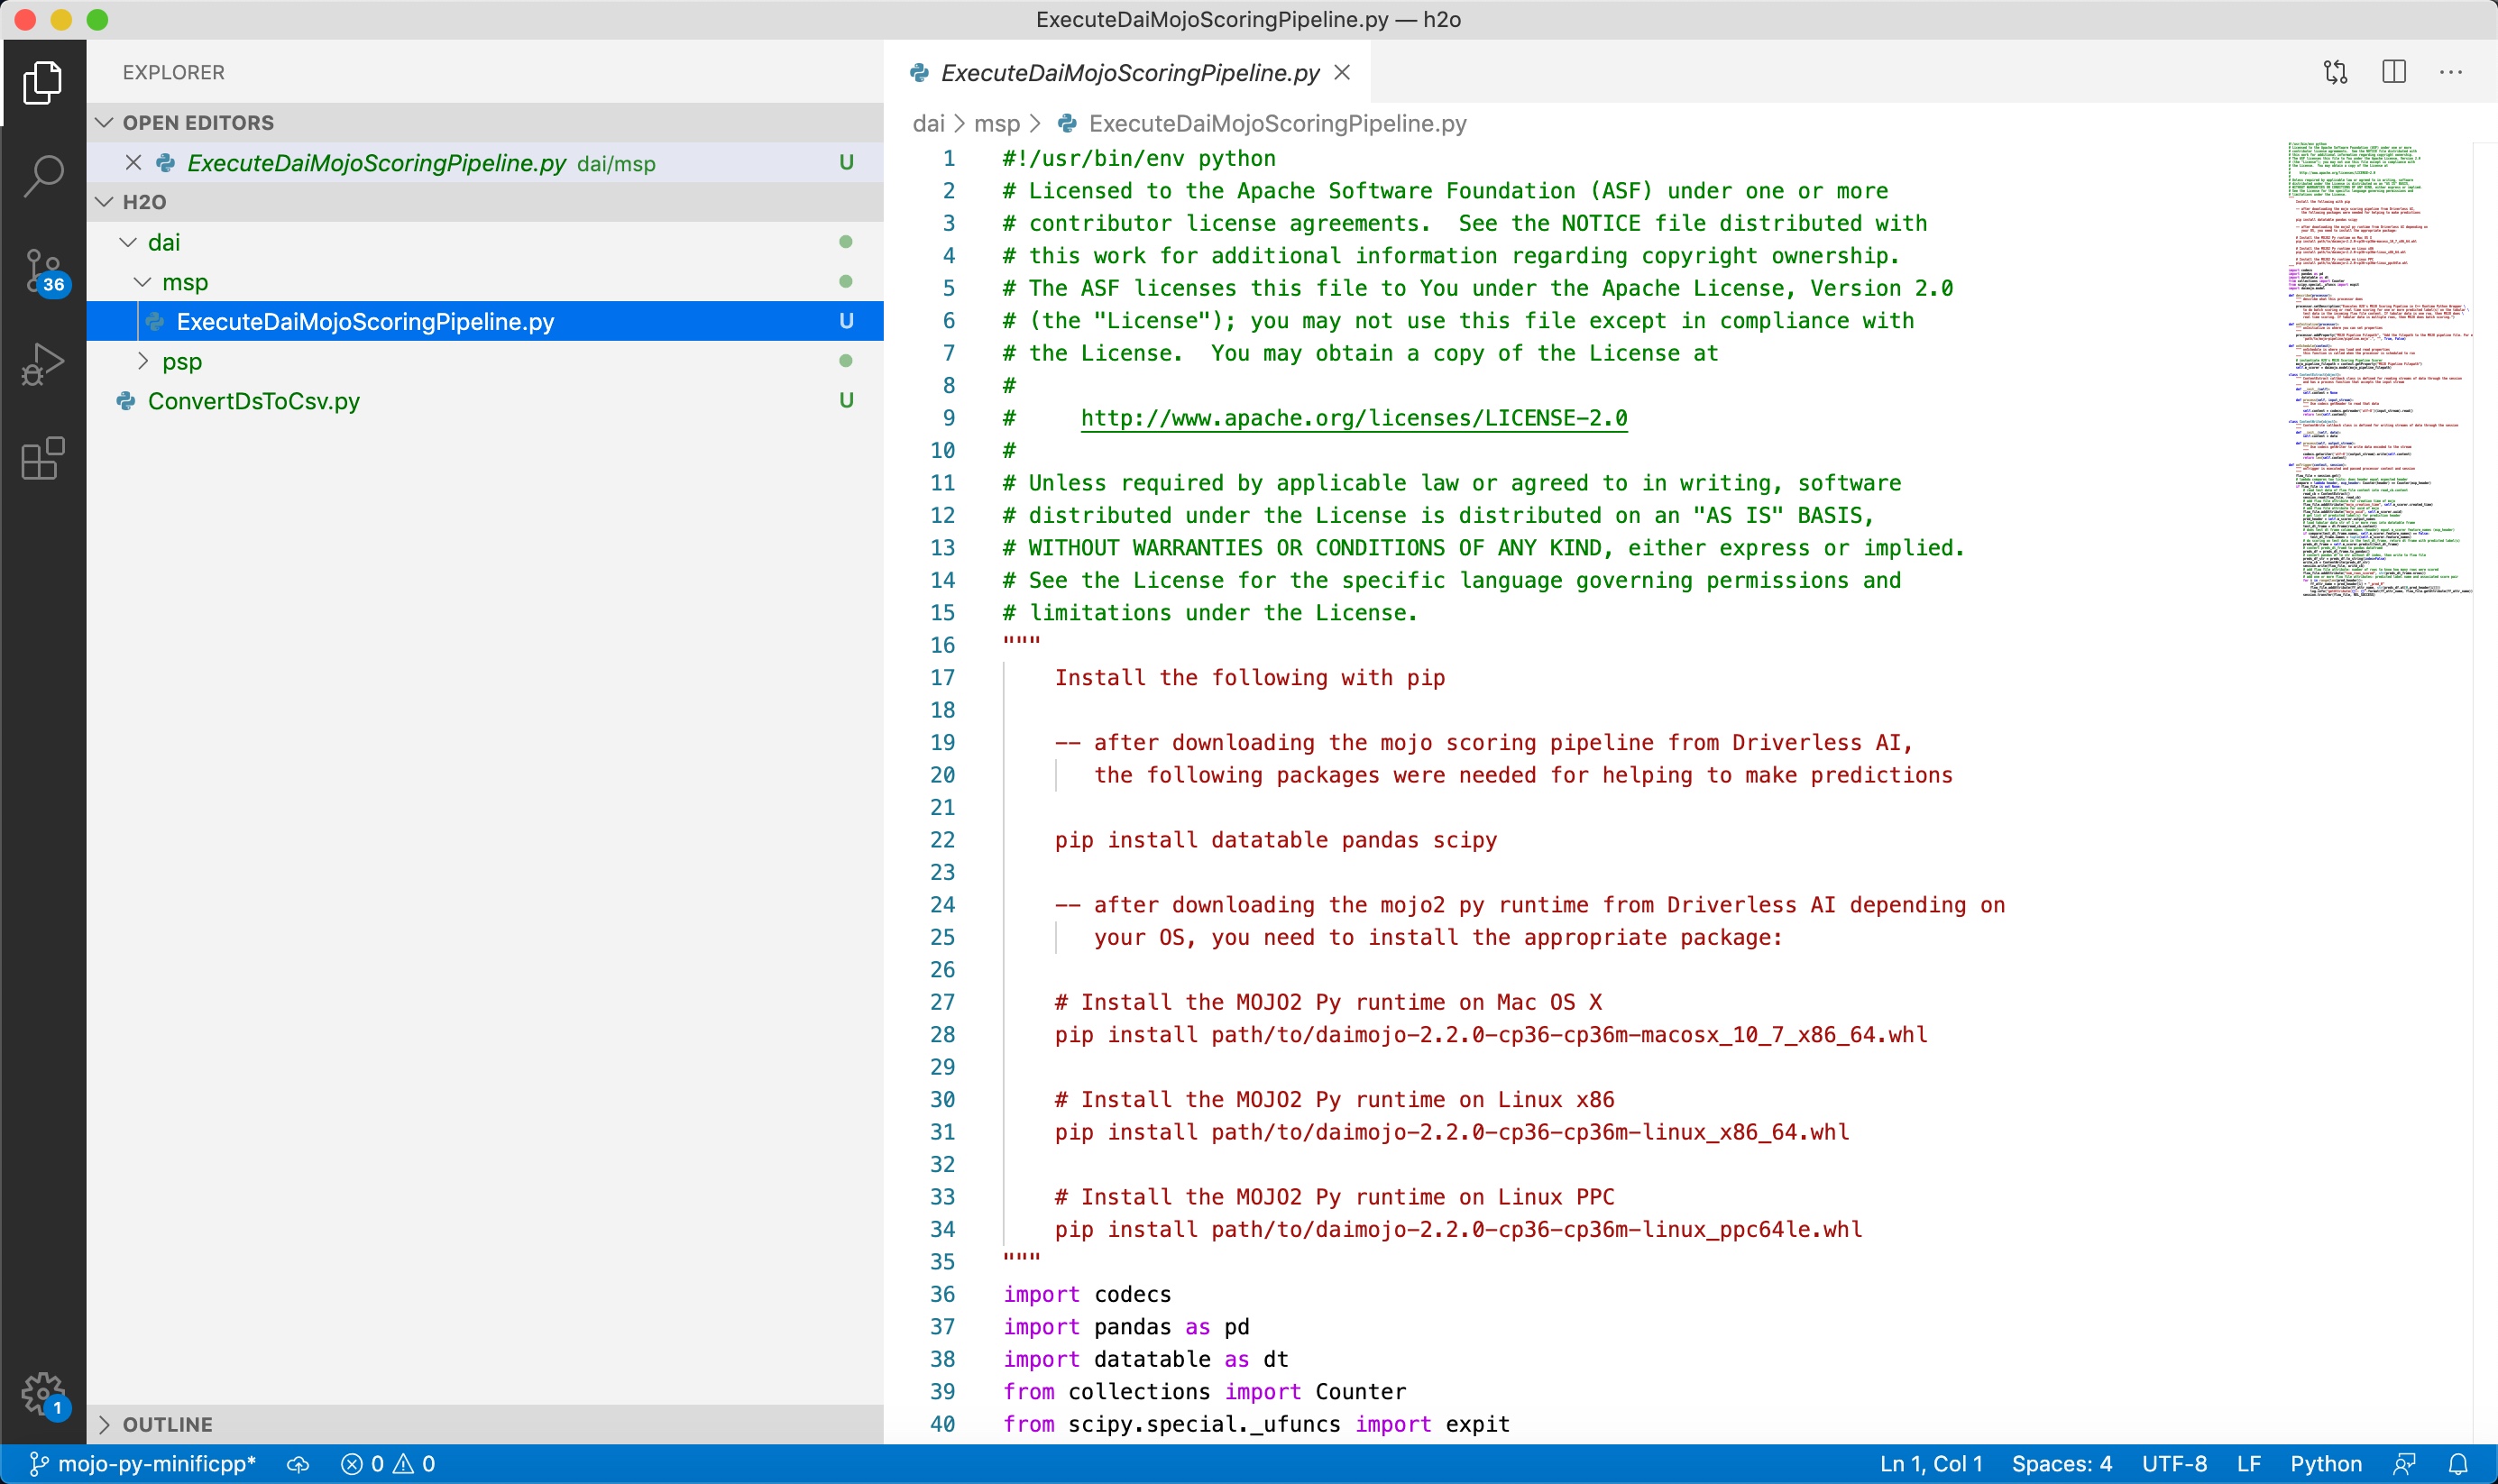 ExecuteDaiMojoScoringPipeline.py — h2o
EXPLORER
OPEN EDITORS
ExecuteDaiMojoScoringPipeline.py dai/msp U
H2O
dai
msp
ExecuteDaiMojoScoringPipeline.py U
psp
ConvertDsToCsv.py U
OUTLINE
36
1
ExecuteDaiMojoScoringPipeline.py
dai > msp > ExecuteDaiMojoScoringPipeline.py
1 #!/usr/bin/env python
2 # Licensed to the Apache Software Foundation (ASF) under one or more
3 # contributor license agreements.  See the NOTICE file distributed with
4 # this work for additional information regarding copyright ownership.
5 # The ASF licenses this file to You under the Apache License, Version 2.0
6 # (the "License"); you may not use this file except in compliance with
7 # the License.  You may obtain a copy of the License at
8 #
9 #     http://www.apache.org/licenses/LICENSE-2.0
10 #
11 # Unless required by applicable law or agreed to in writing, software
12 # distributed under the License is distributed on an "AS IS" BASIS,
13 # WITHOUT WARRANTIES OR CONDITIONS OF ANY KIND, either express or implied.
14 # See the License for the specific language governing permissions and
15 # limitations under the License.
16 """
17     Install the following with pip
18
19     -- after downloading the mojo scoring pipeline from Driverless AI,
20        the following packages were needed for helping to make predictions
21
22     pip install datatable pandas scipy
23
24     -- after downloading the mojo2 py runtime from Driverless AI depending on
25        your OS, you need to install the appropriate package:
26
27     # Install the MOJO2 Py runtime on Mac OS X
28     pip install path/to/daimojo-2.2.0-cp36-cp36m-macosx_10_7_x86_64.whl
29
30     # Install the MOJO2 Py runtime on Linux x86
31     pip install path/to/daimojo-2.2.0-cp36-cp36m-linux_x86_64.whl
32
33     # Install the MOJO2 Py runtime on Linux PPC
34     pip install path/to/daimojo-2.2.0-cp36-cp36m-linux_ppc64le.whl
35 """
36 import codecs
37 import pandas as pd
38 import datatable as dt
39 from collections import Counter
40 from scipy.special._ufuncs import expit
mojo-py-minificpp* 0 0 Ln 1, Col 1 Spaces: 4 UTF-8 LF Python